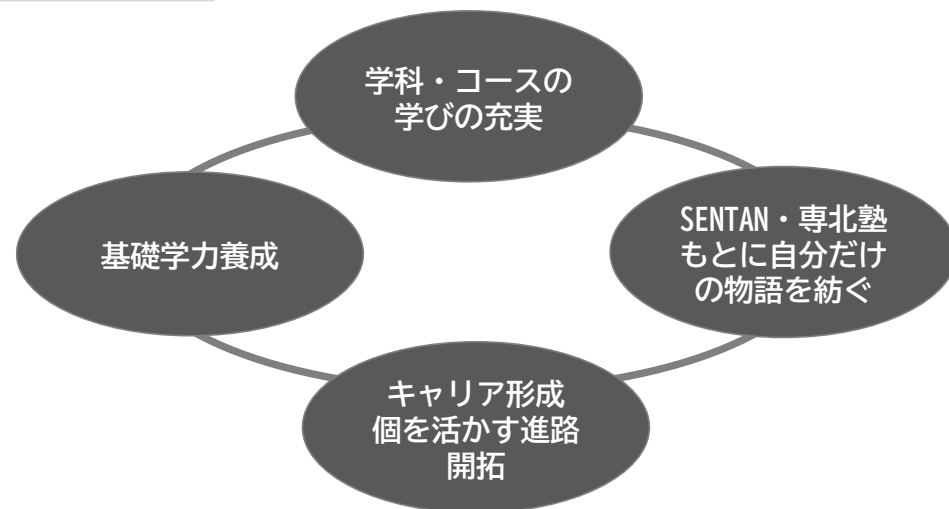 学科・コースの
学びの充実
基礎学力養成
SENTAN・専北塾
もとに自分だけ
の物語を紡ぐ
キャリア形成
個を活かす進路
開拓